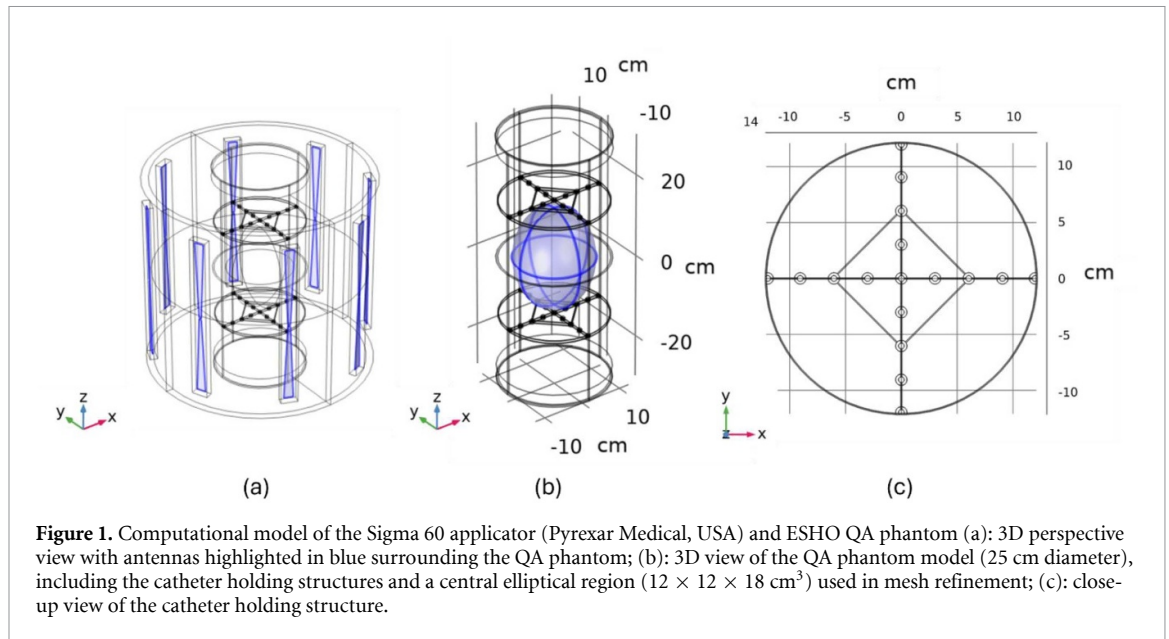 cm
10
-10
20
0 cm
-20
10
-10 cm
cm
14 -10 -5 0 5 10
10
5
0 cm
-5
-10
z
y x
z
y x
y
z x
(a) (b) (c)
Figure 1. Computational model of the Sigma 60 applicator (Pyrexar Medical, USA) and ESHO QA phantom (a): 3D perspective
view with antennas highlighted in blue surrounding the QA phantom; (b): 3D view of the QA phantom model (25 cm diameter),
including the catheter holding structures and a central elliptical region (12 × 12 × 18 cm³) used in mesh refinement; (c): close-
up view of the catheter holding structure.